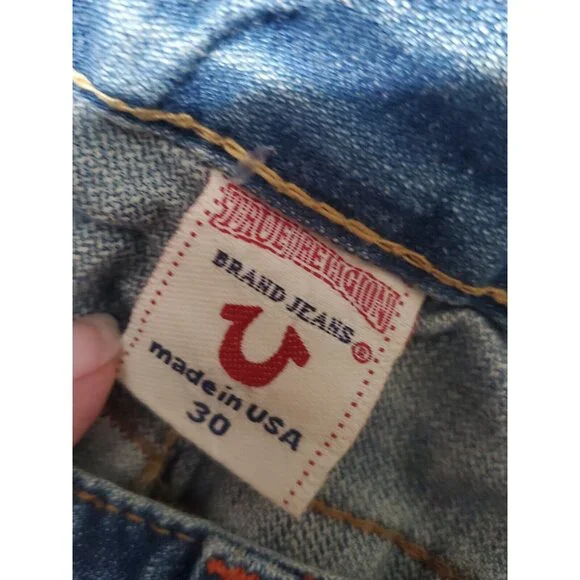 TRUE RELIGION
BRAND JEANS ®
made in USA
30